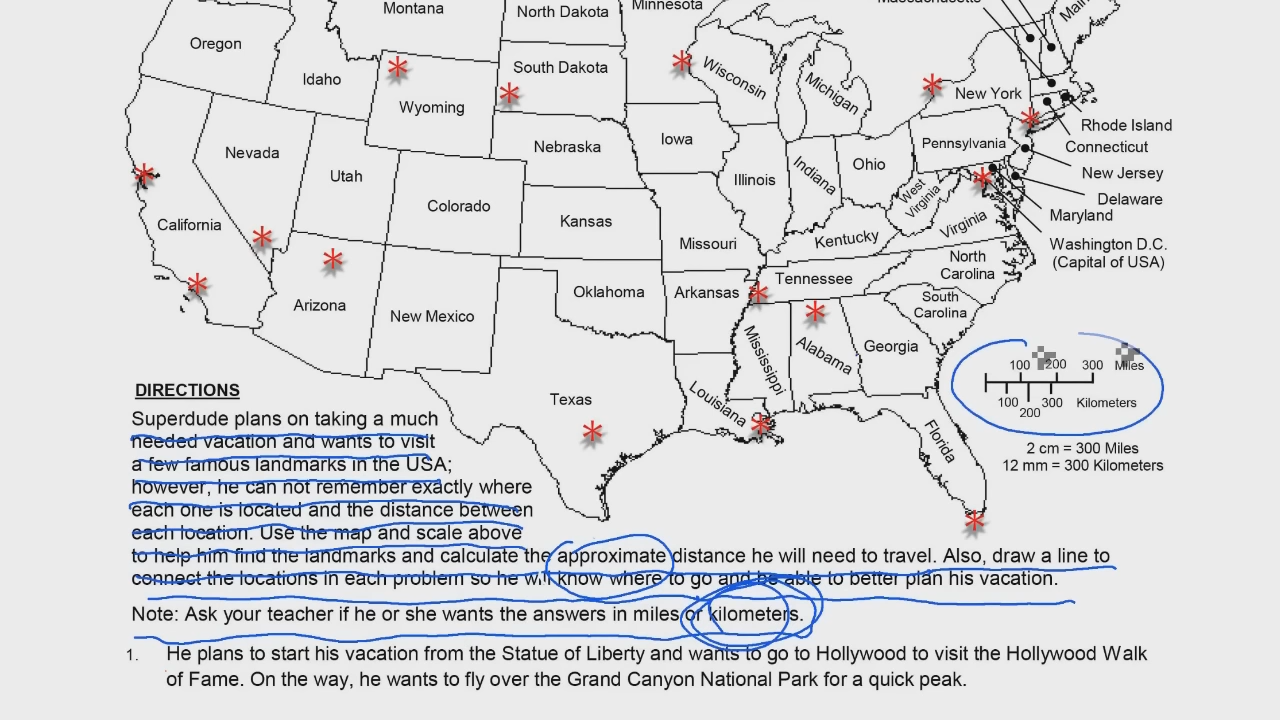 Montana
North Dakota
Minnesota
Massachusetts
Oregon
South Dakota
Wisconsin
Idaho
Michigan
New York
Wyoming
Rhode Island
Iowa
Pennsylvania
Connecticut
Nebraska
Nevada
Ohio
New Jersey
Utah
Illinois
Indiana
West
Virginia
Delaware
Colorado
Maryland
California
Kansas
Virginia
Missouri
Kentucky
Washington D.C.
(Capital of USA)
North
Carolina
Tennessee
Arizona
Oklahoma
Arkansas
South
Carolina
New Mexico
Mississippi
Alabama
Georgia
100 200 300 Miles
100 200 300 Kilometers
Texas
Louisiana
Florida
2 cm = 300 Miles
12 mm = 300 Kilometers
DIRECTIONS
Superdude plans on taking a much
needed vacation and wants to visit
a few famous landmarks in the USA;
however, he can not remember exactly where
each one is located and the distance between
each location. Use the map and scale above
to help him find the landmarks and calculate the approximate distance he will need to travel. Also, draw a line to
connect the locations in each problem so he will know where to go and be able to better plan his vacation.
Note: Ask your teacher if he or she wants the answers in miles or kilometers.
1. He plans to start his vacation from the Statue of Liberty and wants to go to Hollywood to visit the Hollywood Walk
of Fame. On the way, he wants to fly over the Grand Canyon National Park for a quick peak.